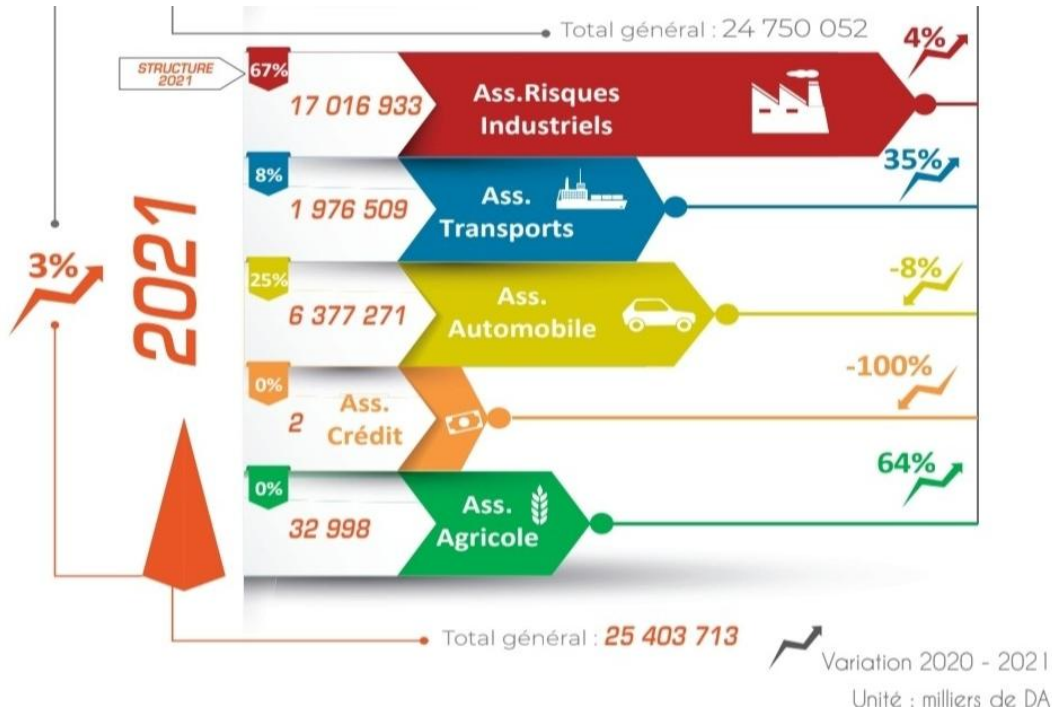 Total général : 24 750 052
4%
STRUCTURE
2021
67%
17 016 933
Ass.Risques
Industriels
35%
8%
1 976 509
Ass.
Transports
2021
3%
-8%
25%
6 377 271
Ass.
Automobile
-100%
0%
2
Ass.
Crédit
64%
0%
32 998
Ass.
Agricole
Total général : 25 403 713
Variation 2020 - 2021
Unité : milliers de DA